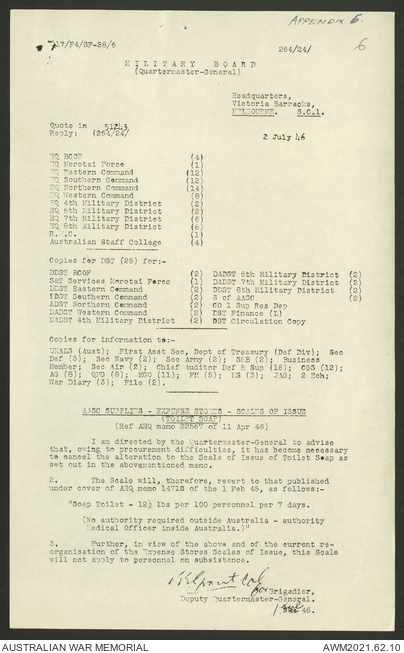 APPENDIX 6.
717/F4/SF-28/6 264/24/ 6
MILITARY BOARD
(Quartermaster-General)
Headquarters,
Victoria Barracks,
MELBOURNE. S.C.1.
Quote in 51243
Reply: (264/24/
2 July 46
HQ BCOF (4)
HQ Morotai Force (1)
HQ Eastern Command (12)
HQ Southern Command (12)
HQ Northern Command (14)
HQ Western Command (8)
HQ 4th Military District (2)
HQ 6th Military District (2)
HQ 7th Military District (6)
HQ 8th Military District (6)
R.M.C. (1)
Australian Staff College (4)
Copies for DST (25) for:-
DDST BCOF (2) DADST 6th Military District (2)
S&T Services Morotai Force (1) DADST 7th Military District (2)
DDST Eastern Command (2) DDST 8th Military District (2)
DDST Southern Command (2) S of AASC (2)
ADST Northern Command (2) CO 1 Sup Res Dep
DADST Western Command (2) DST Finance (L)
DADST 4th Military District (2) DST Circulation Copy
Copies for information to:-
UKALS (Aust); First Asst Sec, Dept of Treasury (Def Div); Sec
Def (3); Sec Navy (2); Sec Army (2); SMB (2); Business
Member; Sec Air (2); Chief Auditor Def & Sup (16); CGS (12);
AG (8); QMG (8); MGO (11); FM (5); MS (3); JAG; 2 Ech;
War Diary (3); File (2).
AASC SUPPLIES - EXPENSE STORES - SCALES OF ISSUE
(TOILET SOAP)
(Ref AHQ memo 32567 of 11 Apr 46)
I am directed by the Quartermaster-General to advise
that, owing to procurement difficulties, it has become necessary
to cancel the alteration to the Scale of Issue of Toilet Soap as
set out in the abovementioned memo.
2. The Scale will, therefore, revert to that published
under cover of AHQ memo 14718 of the 1 Feb 45, as follows:-
"Soap Toilet - 12½ lbs per 100 personnel per 7 days.
(No authority required outside Australia - authority
Medical Officer inside Australia.)"
3. Further, in view of the above and of the current re-
organisation of the Expense Stores Scales of Issue, this Scale
will not apply to personnel on subsistence.
Col
for Brigadier,
Deputy Quartermaster-General.
1 Jul 46.
AUSTRALIAN WAR MEMORIAL AWM2021.62.10